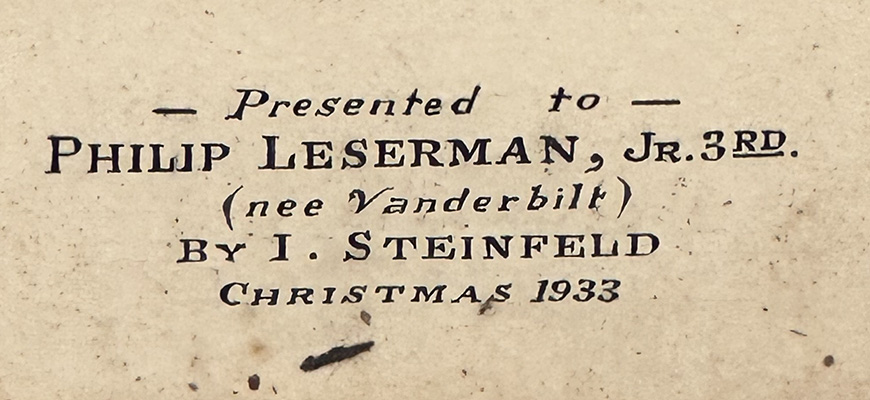 — Presented to —
PHILIP LESERMAN, JR. 3RD.
(nee Vanderbilt)
BY I. STEINFELD
CHRISTMAS 1933